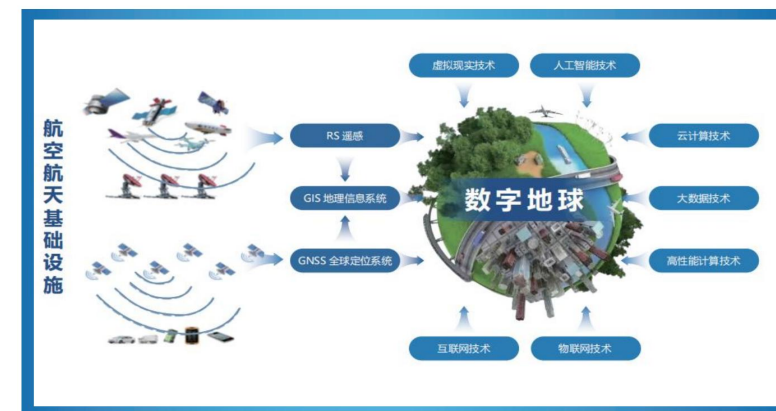 航空航天基础设施
虚拟现实技术
人工智能技术
RS 遥感
云计算技术
GIS 地理信息系统
数字地球
大数据技术
GNSS 全球定位系统
高性能计算技术
互联网技术
物联网技术